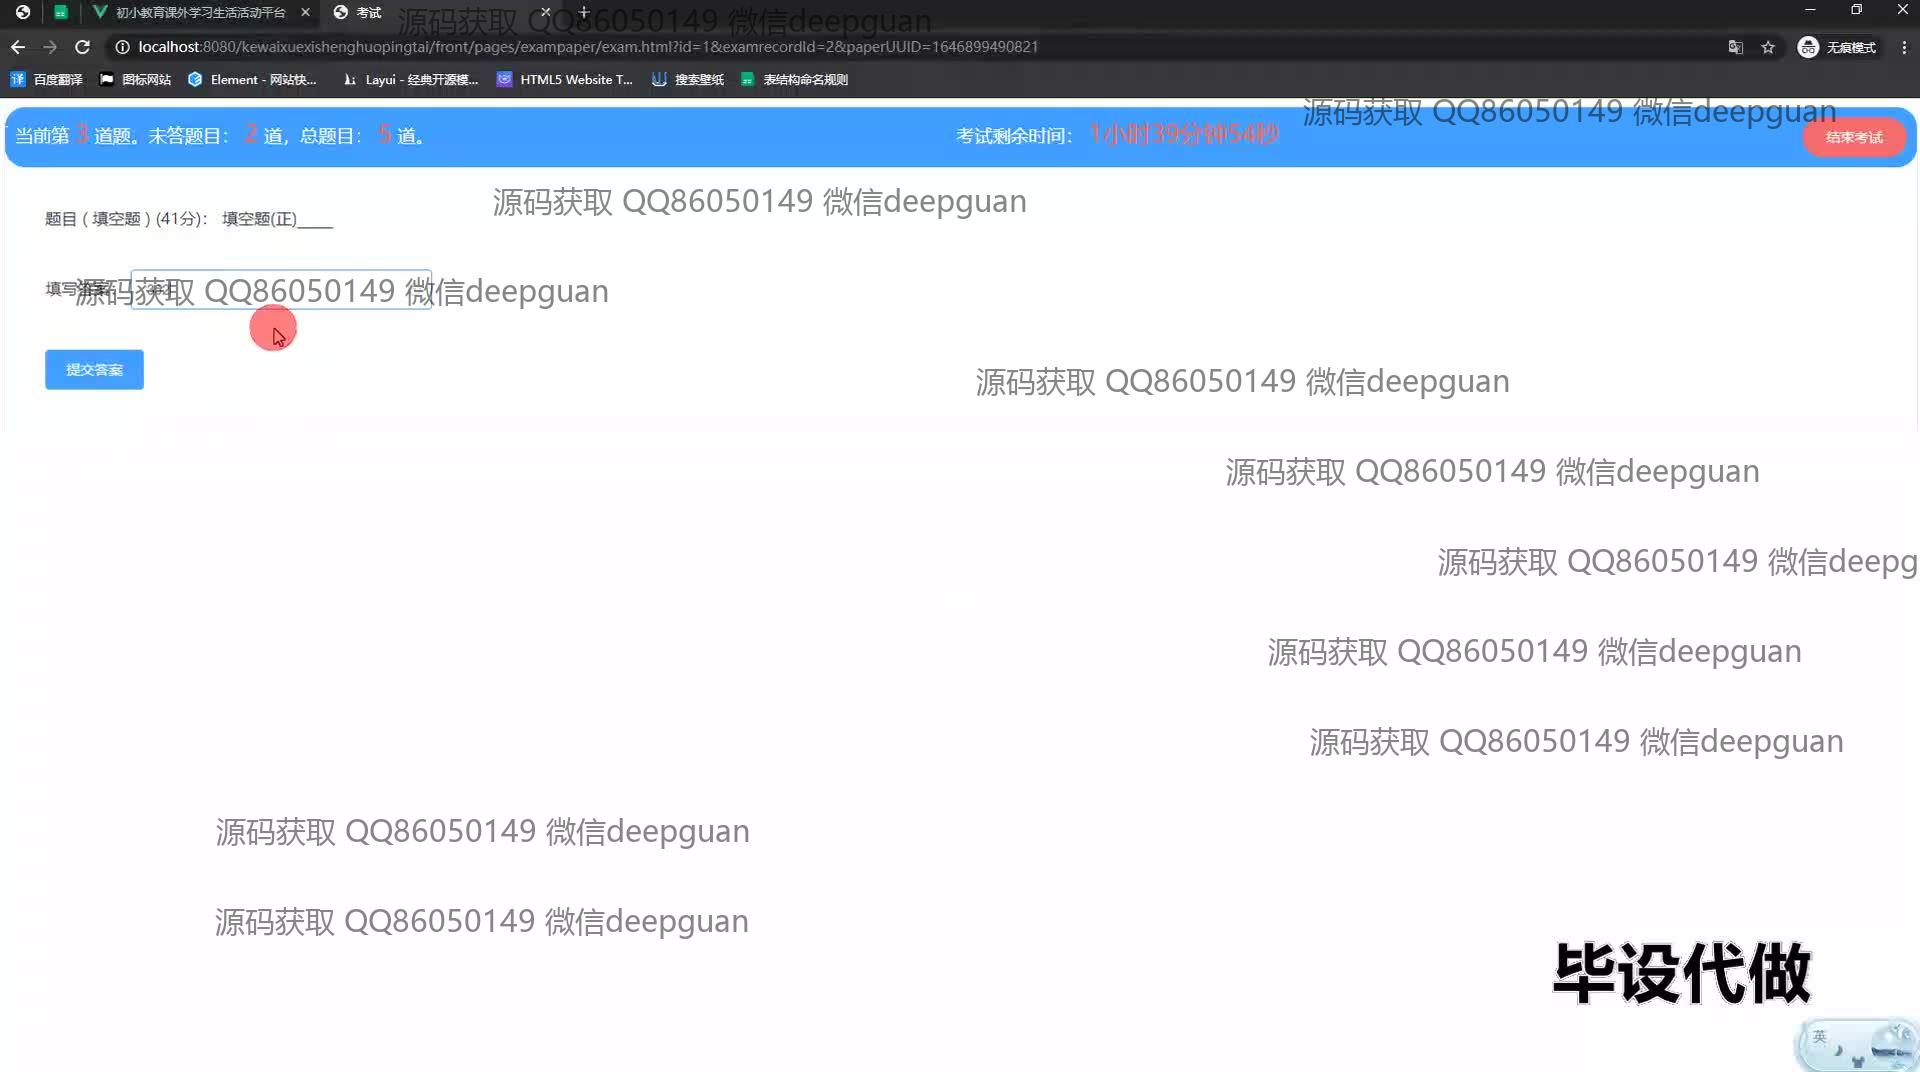 初小教育课外学习生活活动平台
考试
源码获取 QQ86050149 微信deepguan
localhost:8080/kewaixuexishenghuopingtai/front/pages/exampaper/exam.html?id=1&examrecordId=2&paperUUID=1646899490821
无痕模式
百度翻译 图标网站 Element - 网站快... Layui - 经典开源模... HTML5 Website T... 搜索壁纸 表结构命名规则
源码获取 QQ86050149 微信deepguan
当前第 3 道题。未答题目： 2 道，总题目： 5 道。 考试剩余时间： 1小时39分钟54秒 结束考试
源码获取 QQ86050149 微信deepguan
题目 ( 填空题 ) (41分)： 填空题(正)____
填写答案
源码获取 QQ86050149 微信deepguan
提交答案
源码获取 QQ86050149 微信deepguan
源码获取 QQ86050149 微信deepguan
源码获取 QQ86050149 微信deepg
源码获取 QQ86050149 微信deepguan
源码获取 QQ86050149 微信deepguan
源码获取 QQ86050149 微信deepguan
源码获取 QQ86050149 微信deepguan
毕设代做
英